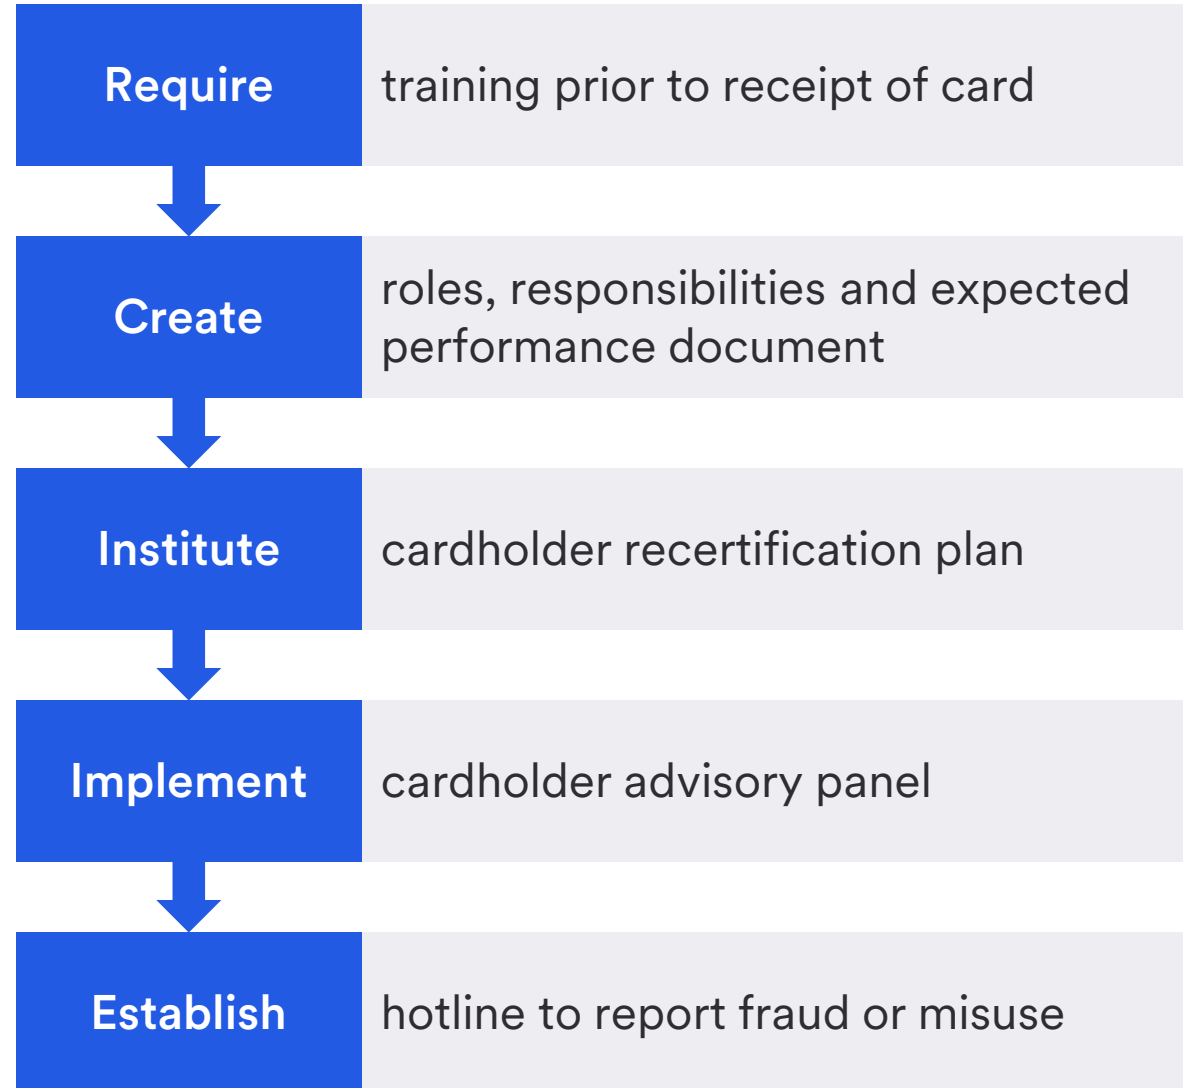 Require
training prior to receipt of card
Create
roles, responsibilities and expected
performance document
Institute
cardholder recertification plan
Implement
cardholder advisory panel
Establish
hotline to report fraud or misuse